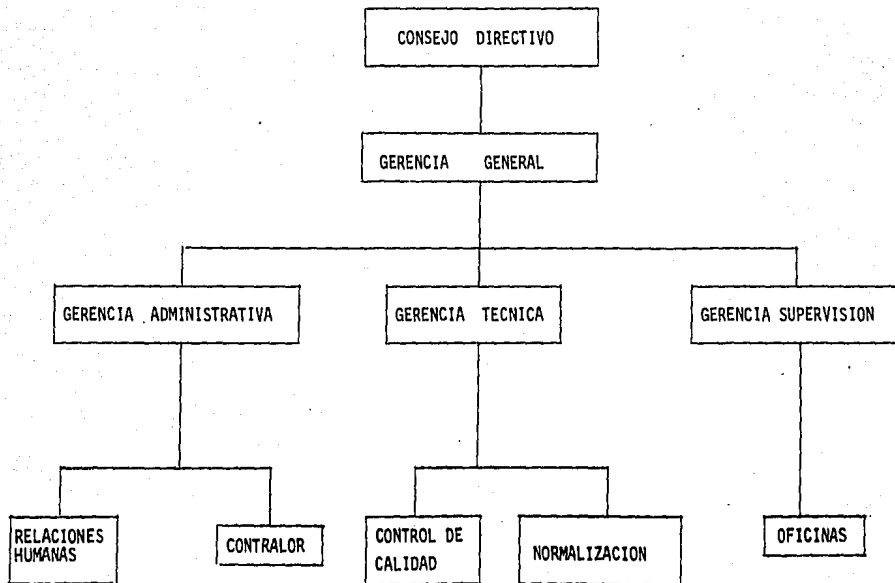 CONSEJO DIRECTIVO
GERENCIA GENERAL
GERENCIA ADMINISTRATIVA
GERENCIA TECNICA
GERENCIA SUPERVISION
RELACIONES
HUMANAS
CONTRALOR
CONTROL DE
CALIDAD
NORMALIZACION
OFICINAS